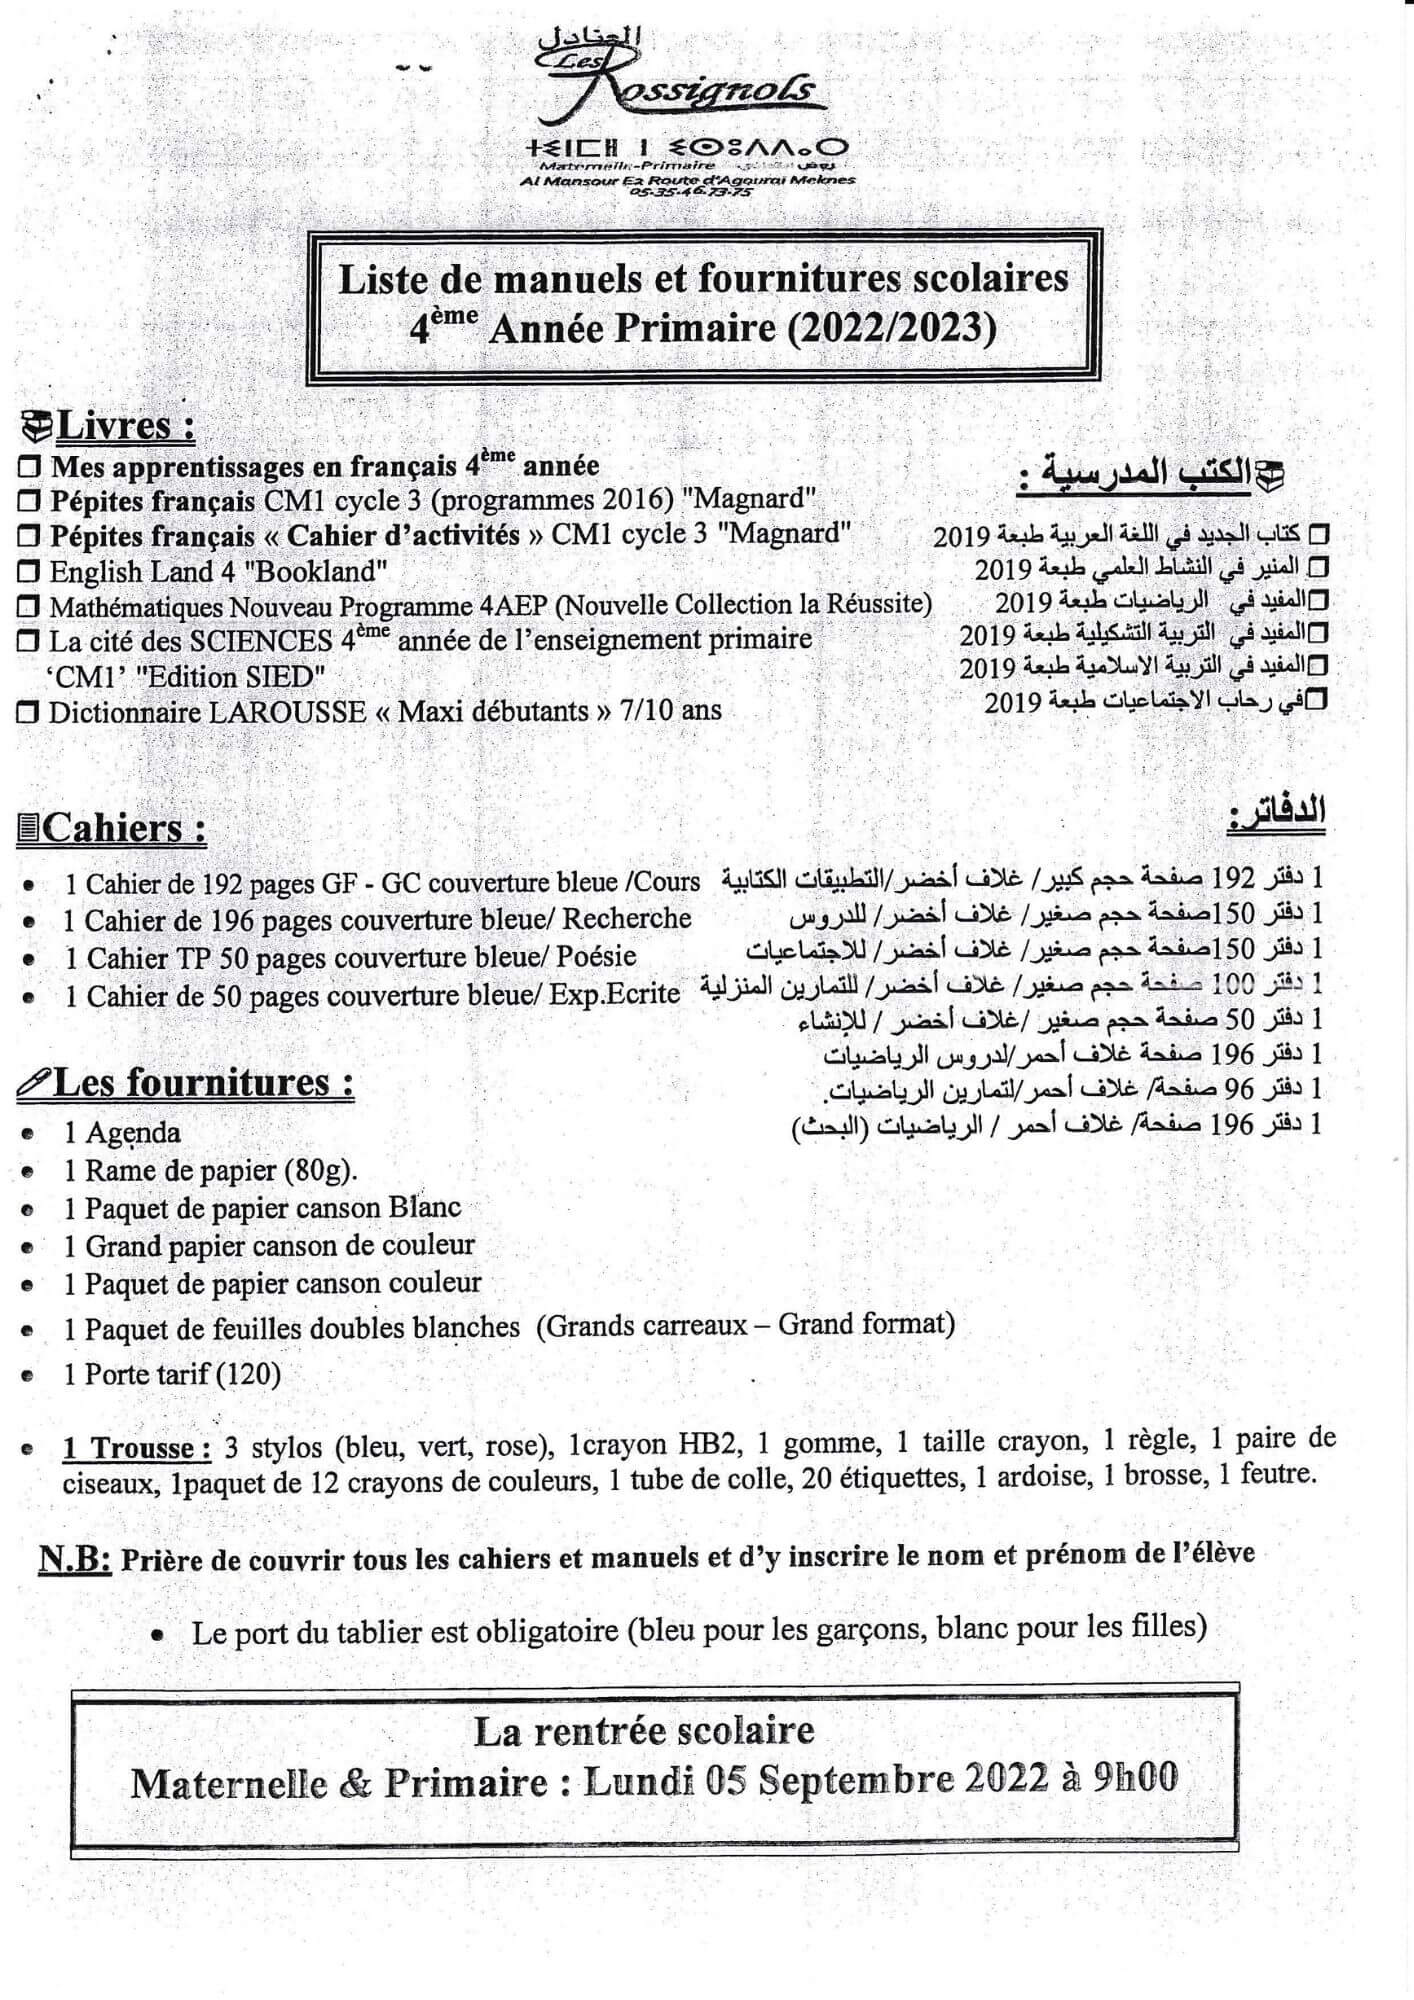 العنادل
Les Rossignols
ⵜⵉⵏⵎⵍ ⵏ ⵉⵙⵓⴷⴷⴰⵔ
Maternelle-Primaire
Al Mansour Ex Route d'Agourai Meknes
05.35.46.73.75
Liste de manuels et fournitures scolaires
4ème Année Primaire (2022/2023)
Livres :
❒ Mes apprentissages en français 4ème année
❒ Pépites français CM1 cycle 3 (programmes 2016) "Magnard"
❒ Pépites français « Cahier d'activités » CM1 cycle 3 "Magnard"
❒ English Land 4 "Bookland"
❒ Mathématiques Nouveau Programme 4AEP (Nouvelle Collection la Réussite)
❒ La cité des SCIENCES 4ème année de l'enseignement primaire
‘CM1’ "Edition SIED"
❒ Dictionnaire LAROUSSE « Maxi débutants » 7/10 ans
الكتب المدرسية :
❒ كتاب الجديد في اللغة العربية طبعة 2019
❒ المنير في النشاط العلمي طبعة 2019
❒المفيد في الرياضيات طبعة 2019
❒المفيد في التربية التشكيلية طبعة 2019
❒المفيد في التربية الاسلامية طبعة 2019
❒في رحاب الاجتماعيات طبعة 2019
Cahiers :
• 1 Cahier de 192 pages GF - GC couverture bleue /Cours
• 1 Cahier de 196 pages couverture bleue/ Recherche
• 1 Cahier TP 50 pages couverture bleue/ Poésie
• 1 Cahier de 50 pages couverture bleue/ Exp.Ecrite
الدفاتر:
1 دفتر 192 صفحة حجم كبير/ غلاف أخضر/التطبيقات الكتابية
1 دفتر 150صفحة حجم صغير/ غلاف أخضر/ للدروس
1 دفتر 150صفحة حجم صغير/ غلاف أخضر/ للاجتماعيات
1 دفتر 100 صفحة حجم صغير/ غلاف أخضر/ للتمارين المنزلية
1 دفتر 50 صفحة حجم صغير /غلاف أخضر / للإنشاء
1 دفتر 196 صفحة غلاف أحمر/لدروس الرياضيات
1 دفتر 96 صفحة/ غلاف أحمر/لتمارين الرياضيات.
1 دفتر 196 صفحة/ غلاف أحمر / الرياضيات (البحث)
Les fournitures :
• 1 Agenda
• 1 Rame de papier (80g).
• 1 Paquet de papier canson Blanc
• 1 Grand papier canson de couleur
• 1 Paquet de papier canson couleur
• 1 Paquet de feuilles doubles blanches (Grands carreaux – Grand format)
• 1 Porte tarif (120)
• 1 Trousse : 3 stylos (bleu, vert, rose), 1crayon HB2, 1 gomme, 1 taille crayon, 1 règle, 1 paire de
ciseaux, 1paquet de 12 crayons de couleurs, 1 tube de colle, 20 étiquettes, 1 ardoise, 1 brosse, 1 feutre.
N.B: Prière de couvrir tous les cahiers et manuels et d'y inscrire le nom et prénom de l'élève
• Le port du tablier est obligatoire (bleu pour les garçons, blanc pour les filles)
La rentrée scolaire
Maternelle & Primaire : Lundi 05 Septembre 2022 à 9h00